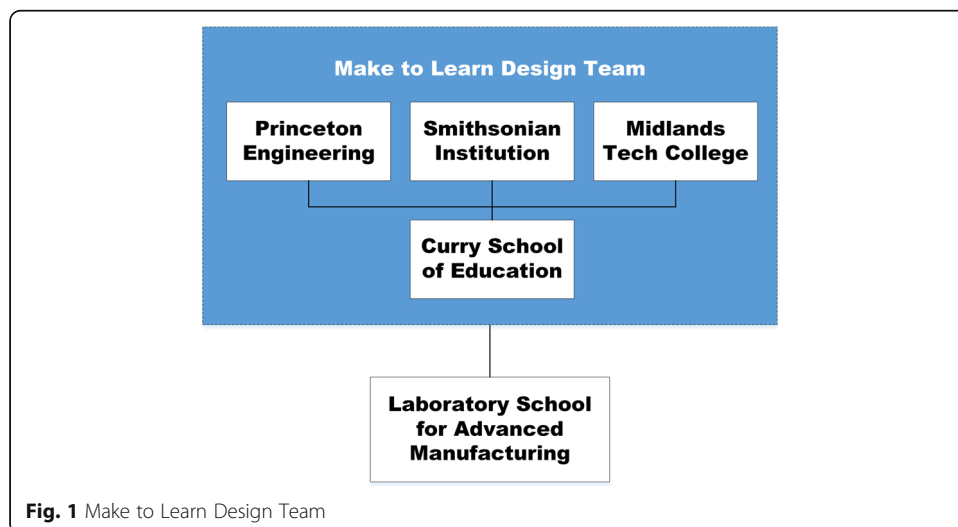 Make to Learn Design Team
Princeton
Engineering
Smithsonian
Institution
Midlands
Tech College
Curry School
of Education
Laboratory School
for Advanced
Manufacturing
Fig. 1 Make to Learn Design Team